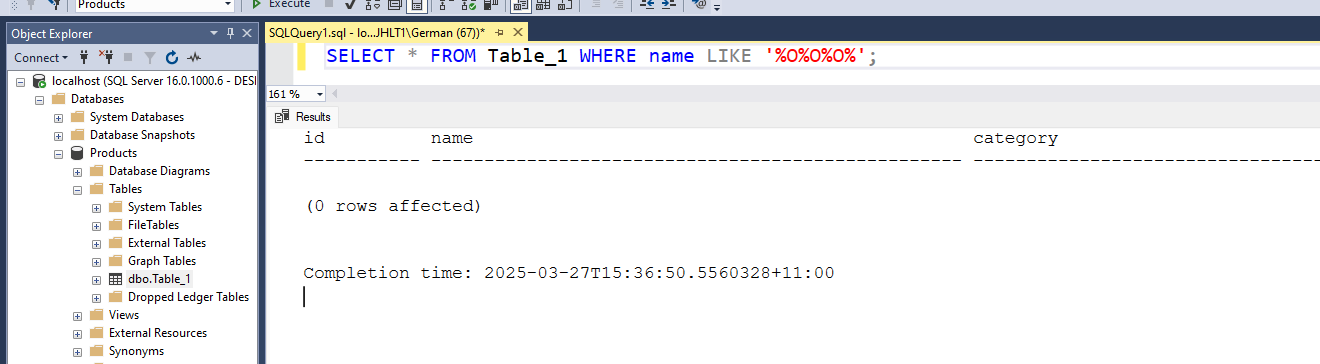 Products
Execute
Object Explorer
Connect
localhost (SQL Server 16.0.1000.6 - DESI
Databases
System Databases
Database Snapshots
Products
Database Diagrams
Tables
System Tables
FileTables
External Tables
Graph Tables
dbo.Table_1
Dropped Ledger Tables
Views
External Resources
Synonyms
SQLQuery1.sql - lo...JHLT1\German (67))*
SELECT * FROM Table_1 WHERE name LIKE '%O%O%O%';
161 %
Results
id name category
----------- -------------------------------------------------- ---------------------------------
(0 rows affected)
Completion time: 2025-03-27T15:36:50.5560328+11:00